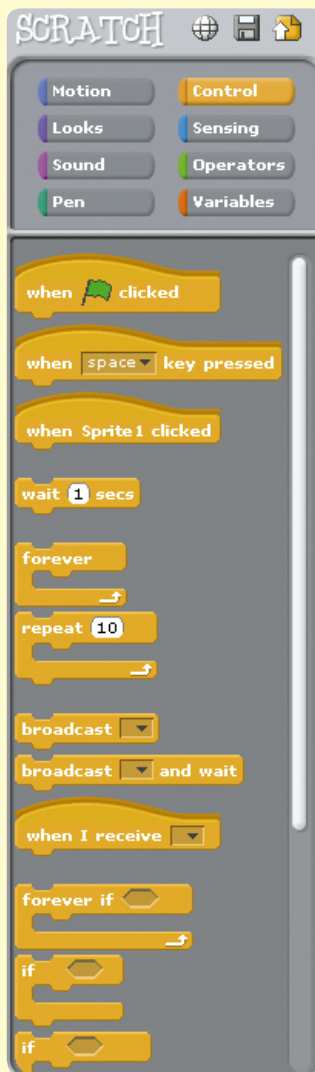 SCRATCH
Motion Control
Looks Sensing
Sound Operators
Pen Variables
when clicked
when space key pressed
when Sprite1 clicked
wait 1 secs
forever
repeat 10
broadcast
broadcast and wait
when I receive
forever if
if
if